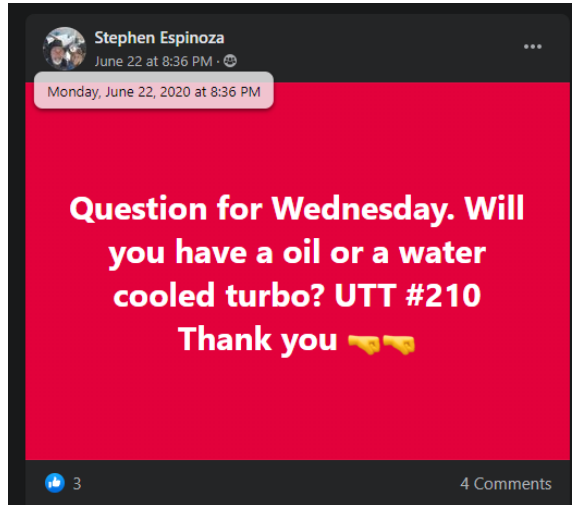 Stephen Espinoza
June 22 at 8:36 PM ·
Monday, June 22, 2020 at 8:36 PM
Question for Wednesday. Will
you have a oil or a water
cooled turbo? UTT #210
Thank you 🤜🤜
3
4 Comments